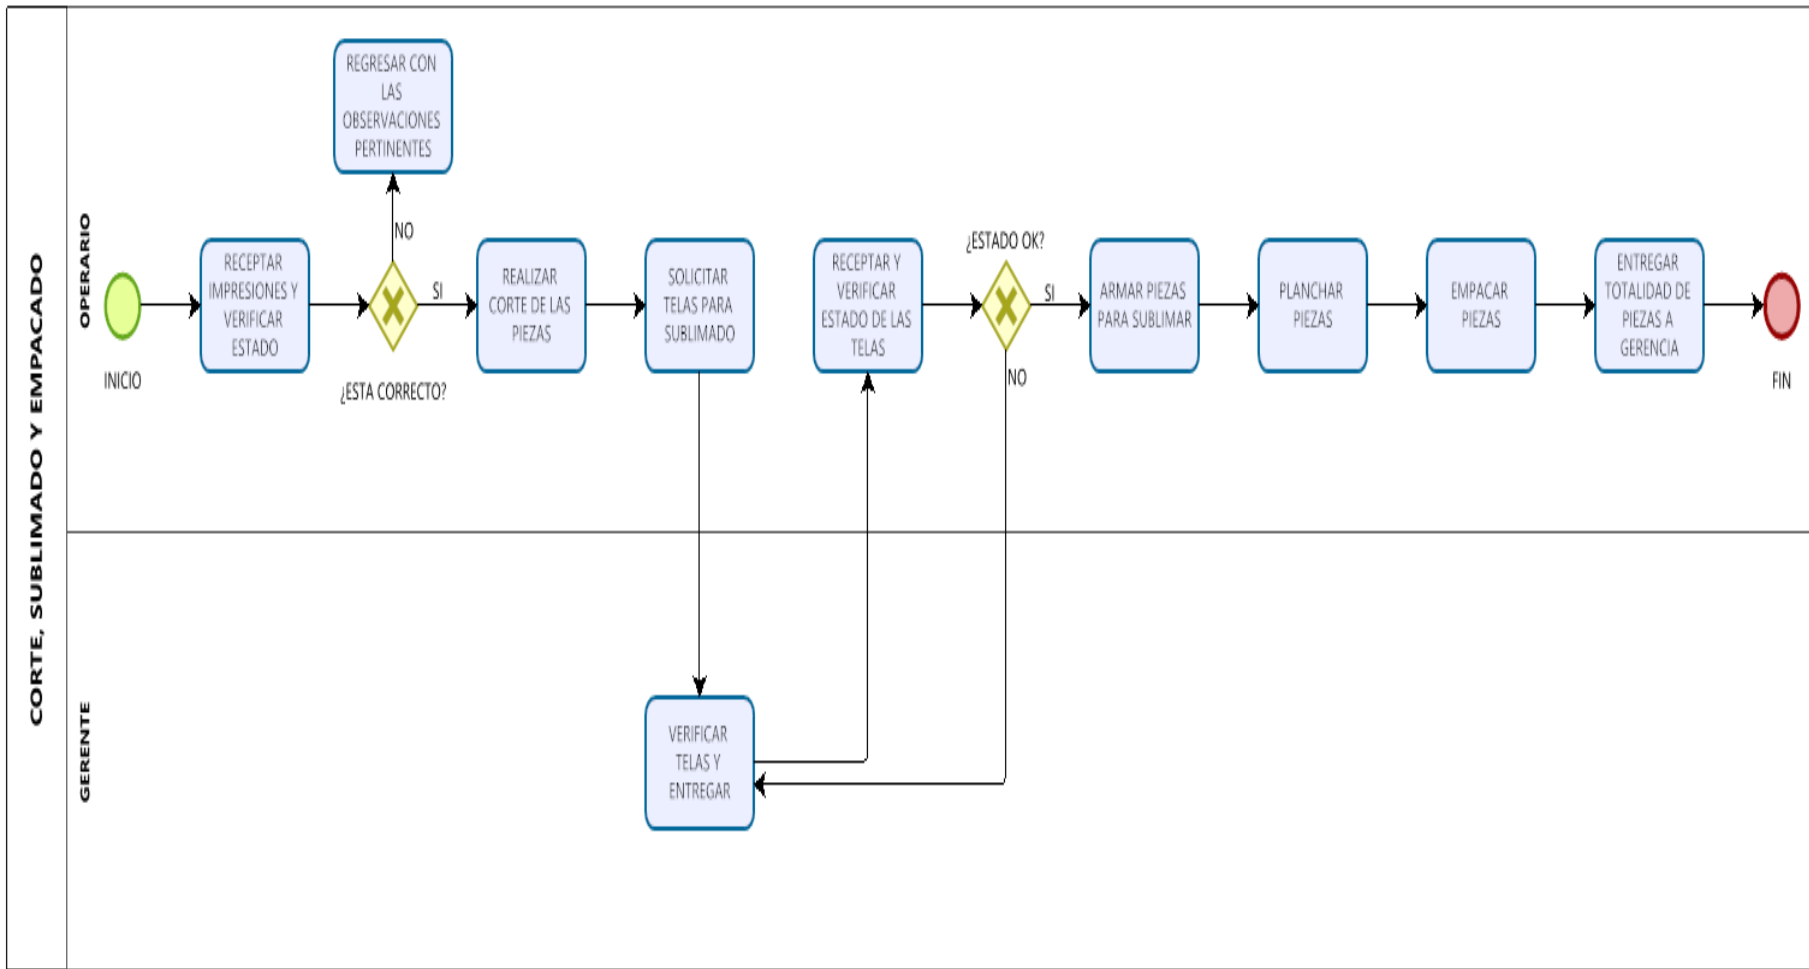 CORTE, SUBLIMADO Y EMPACADO
OPERARIO
INICIO
RECEPTAR
IMPRESIONES Y
VERIFICAR
ESTADO
¿ESTA CORRECTO?
NO
REGRESAR CON
LAS
OBSERVACIONES
PERTINENTES
SI
REALIZAR
CORTE DE LAS
PIEZAS
SOLICITAR
TELAS PARA
SUBLIMADO
RECEPTAR Y
VERIFICAR
ESTADO DE LAS
TELAS
¿ESTADO OK?
SI
NO
ARMAR PIEZAS
PARA SUBLIMAR
PLANCHAR
PIEZAS
EMPACAR
PIEZAS
ENTREGAR
TOTALIDAD DE
PIEZAS A
GERENCIA
FIN
GERENTE
VERIFICAR
TELAS Y
ENTREGAR